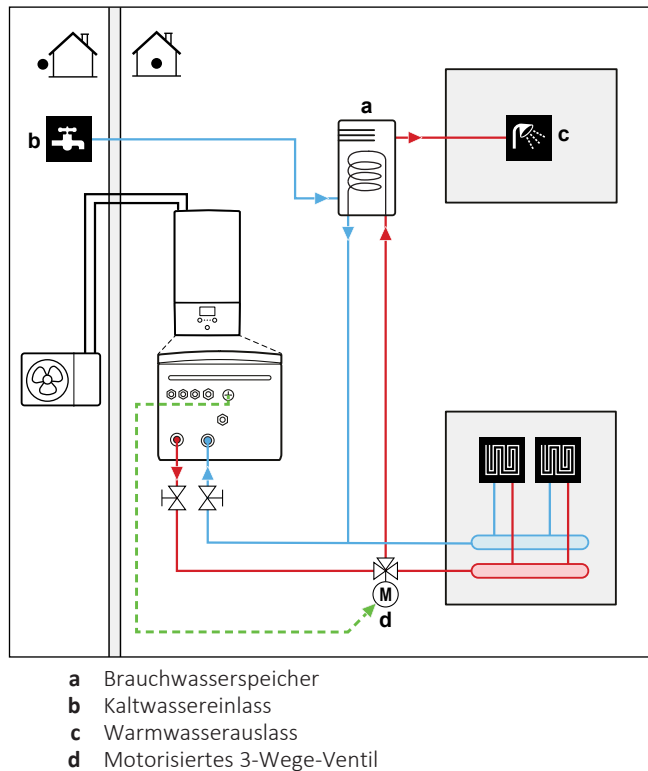 a
b
c
M
d
a Brauchwasserspeicher
b Kaltwassereinlass
c Warmwasserauslass
d Motorisiertes 3-Wege-Ventil